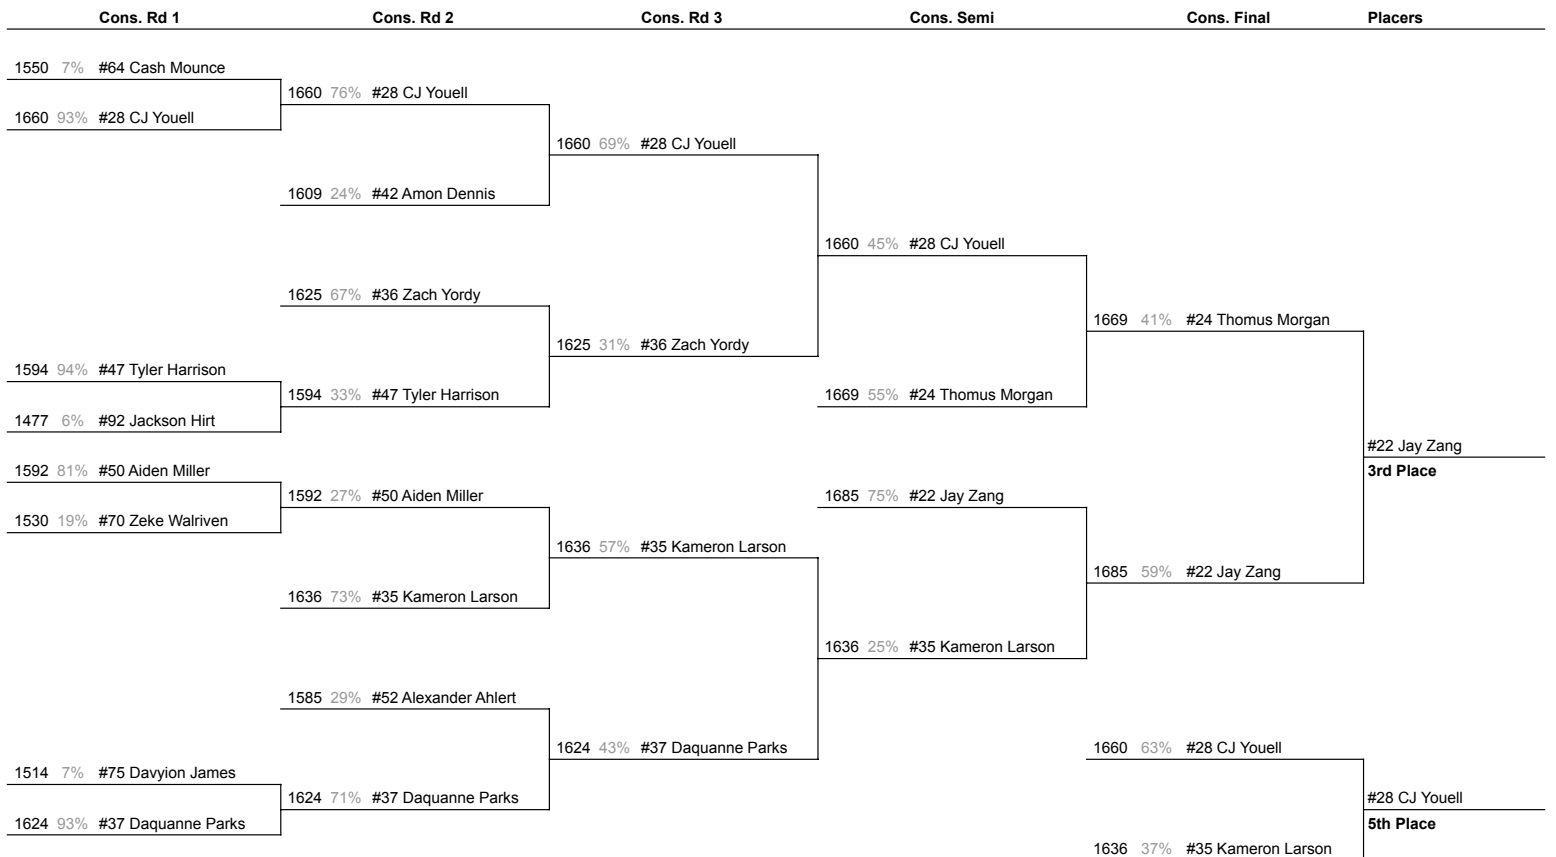 Cons. Rd 1 Cons. Rd 2 Cons. Rd 3 Cons. Semi Cons. Final Placers
1550 7% #64 Cash Mounce
1660 76% #28 CJ Youell
1660 93% #28 CJ Youell
1660 69% #28 CJ Youell
1609 24% #42 Amon Dennis
1660 45% #28 CJ Youell
1625 67% #36 Zach Yordy
1669 41% #24 Thomus Morgan
1625 31% #36 Zach Yordy
1594 94% #47 Tyler Harrison
1594 33% #47 Tyler Harrison 1669 55% #24 Thomus Morgan
1477 6% #92 Jackson Hirt
#22 Jay Zang
1592 81% #50 Aiden Miller 3rd Place
1592 27% #50 Aiden Miller 1685 75% #22 Jay Zang
1530 19% #70 Zeke Walriven
1636 57% #35 Kameron Larson
1685 59% #22 Jay Zang
1636 73% #35 Kameron Larson
1636 25% #35 Kameron Larson
1585 29% #52 Alexander Ahlert
1624 43% #37 Daquanne Parks 1660 63% #28 CJ Youell
1514 7% #75 Davyion James
1624 71% #37 Daquanne Parks #28 CJ Youell
1624 93% #37 Daquanne Parks 5th Place
1636 37% #35 Kameron Larson